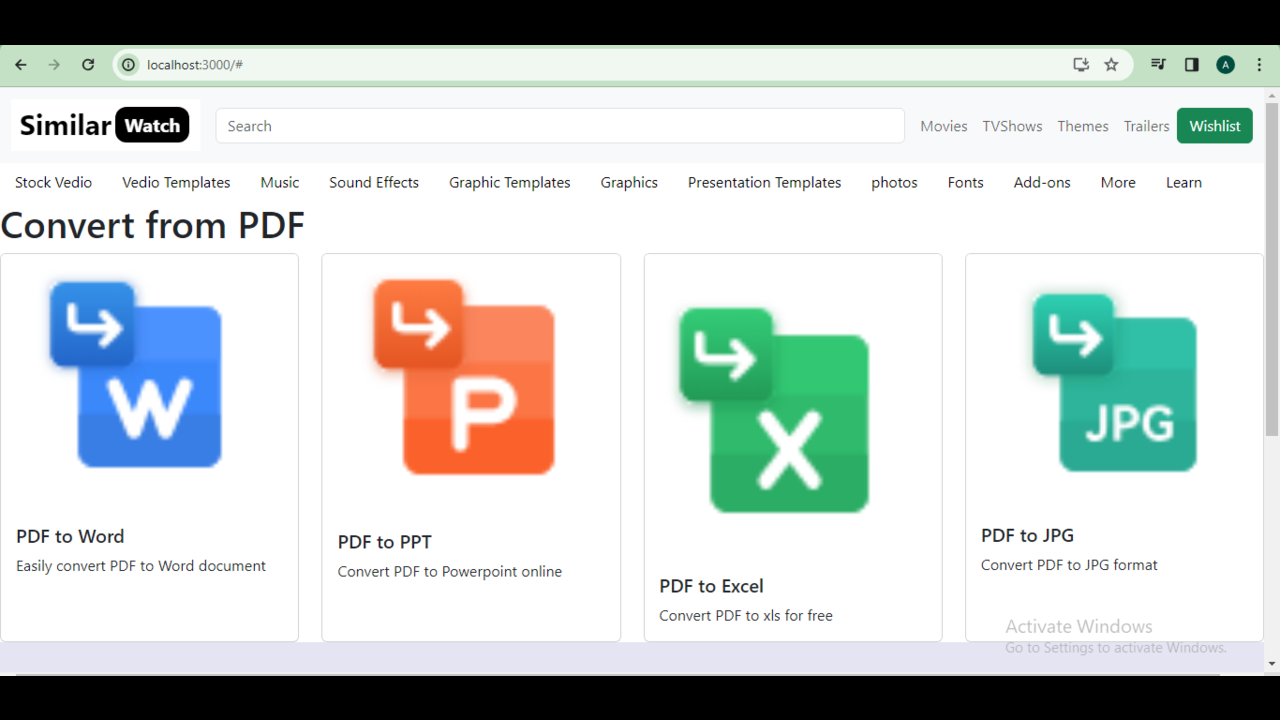 localhost:3000/#
A
Similar Watch
Search
Movies TVShows Themes Trailers Wishlist
Stock Vedio Vedio Templates Music Sound Effects Graphic Templates Graphics Presentation Templates photos Fonts Add-ons More Learn
Convert from PDF
W
P
X
JPG
PDF to Word
Easily convert PDF to Word document
PDF to PPT
Convert PDF to Powerpoint online
PDF to Excel
Convert PDF to xls for free
PDF to JPG
Convert PDF to JPG format
Activate Windows
Go to Settings to activate Windows.